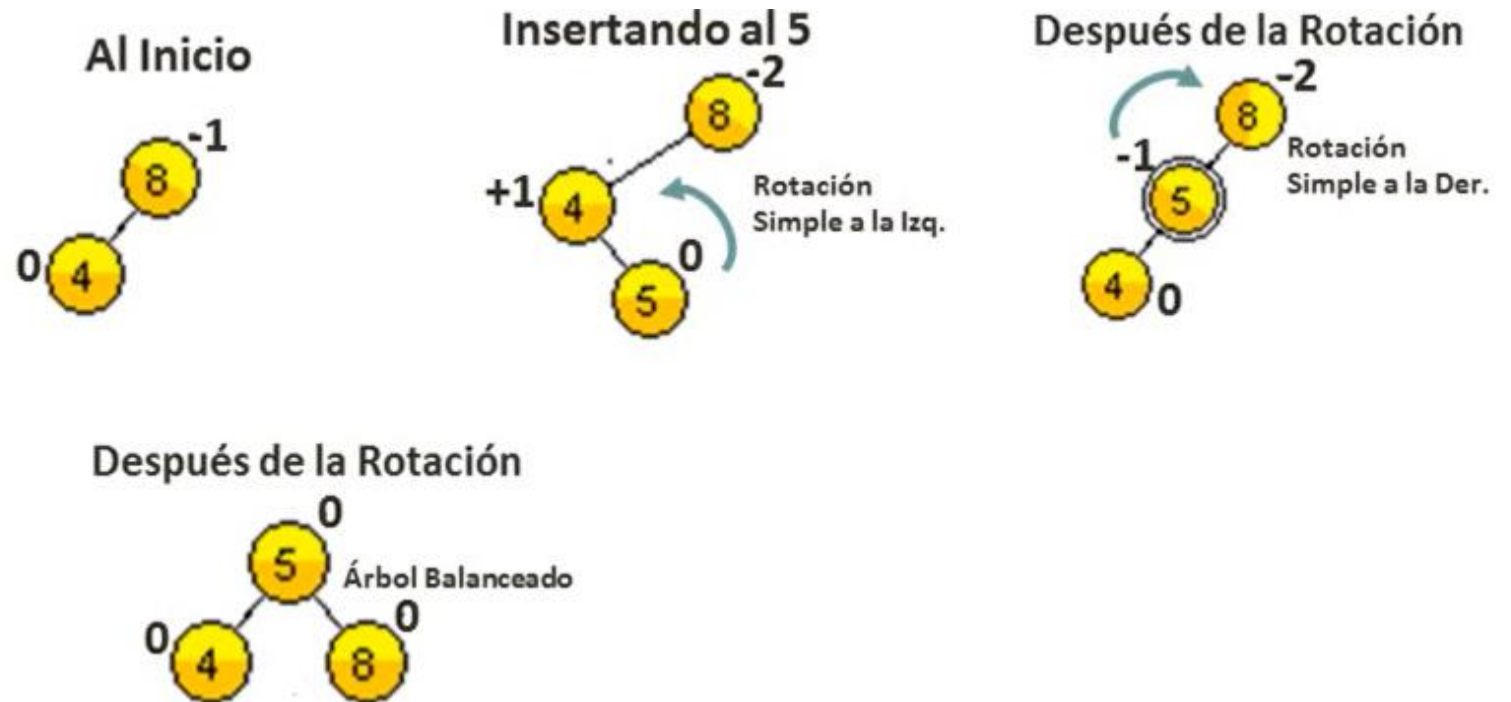 Al Inicio
-1
8
0
4
Insertando al 5
-2
8
+1
4
Rotación
Simple a la Izq.
0
5
Después de la Rotación
-2
8
Rotación
Simple a la Der.
-1
5
4
0
Después de la Rotación
0
5
Árbol Balanceado
0
0
4
8